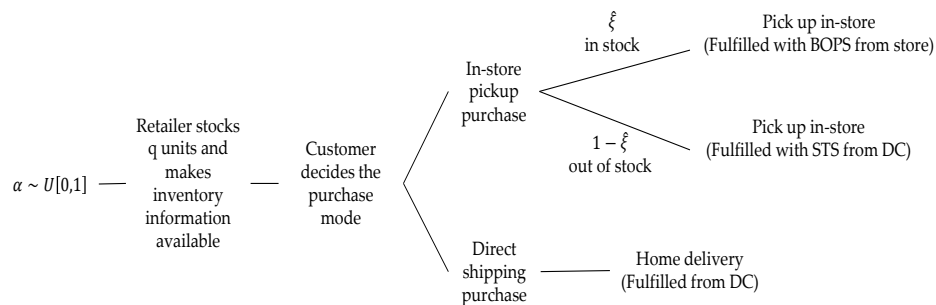 α ~ U[0,1]
Retailer stocks
q units and
makes
inventory
information
available
Customer
decides the
purchase
mode
In-store
pickup
purchase
ξ̂
in stock
Pick up in-store
(Fulfilled with BOPS from store)
1 − ξ̂
out of stock
Pick up in-store
(Fulfilled with STS from DC)
Direct
shipping
purchase
Home delivery
(Fulfilled from DC)